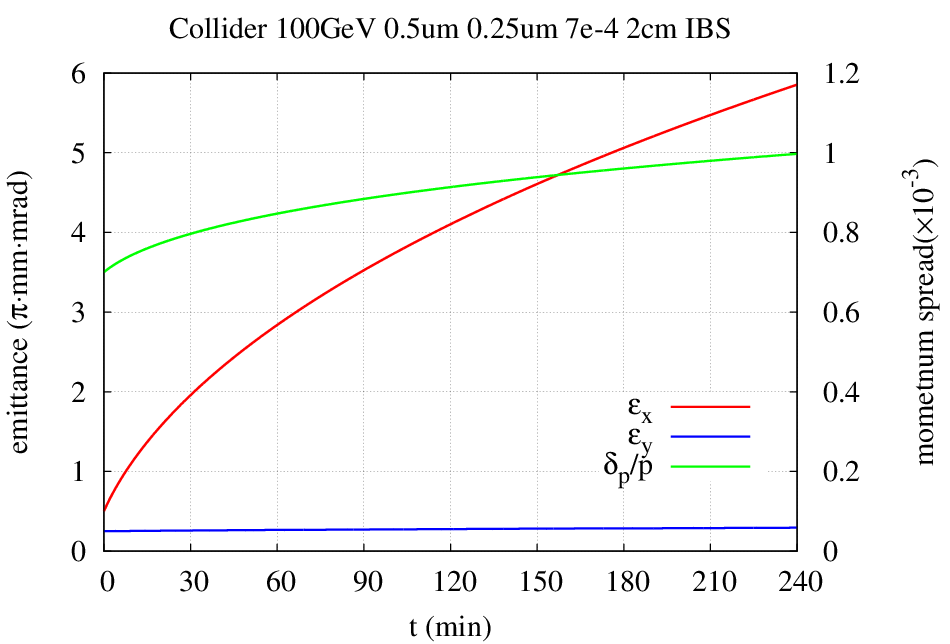 Collider 100GeV 0.5um 0.25um 7e-4 2cm IBS
6
5
4
3
2
1
0
emittance (π·mm·mrad)
1.2
1
0.8
0.6
0.4
0.2
0
mometnum spread(×10-3)
εx
εy
δp/p
0 30 60 90 120 150 180 210 240
t (min)